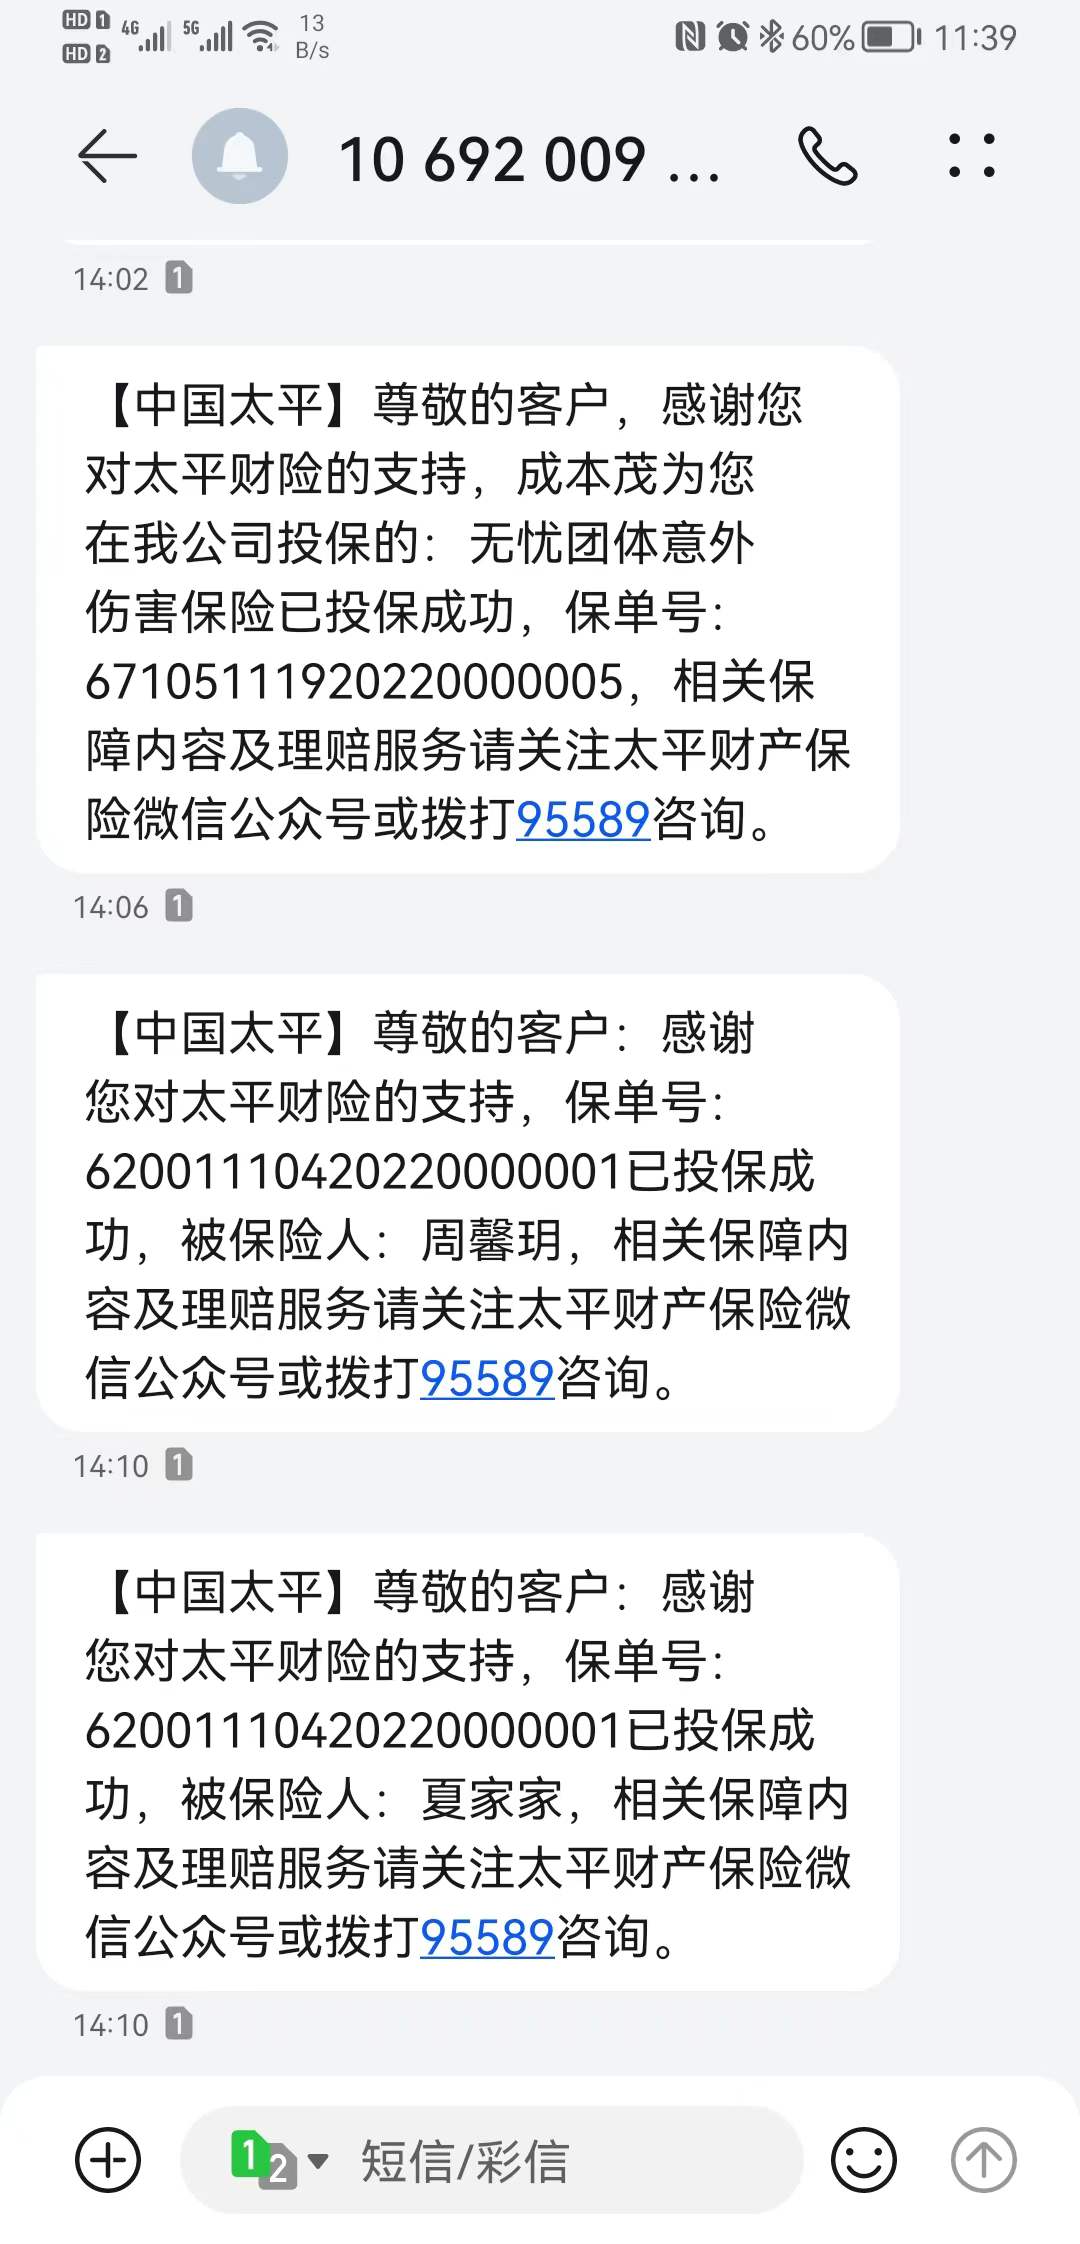 HD 1 4G 5G 13 60% 11:39
HD 2 B/s
10 692 009 ...
14:02 1
【中国太平】尊敬的客户，感谢您
对太平财险的支持，成本茂为您
在我公司投保的：无忧团体意外
伤害保险已投保成功，保单号：
67105111920220000005，相关保
障内容及理赔服务请关注太平财产保
险微信公众号或拨打95589咨询。
14:06 1
【中国太平】尊敬的客户：感谢
您对太平财险的支持，保单号：
62001110420220000001已投保成
功，被保险人：周馨玥，相关保障内
容及理赔服务请关注太平财产保险微
信公众号或拨打95589咨询。
14:10 1
【中国太平】尊敬的客户：感谢
您对太平财险的支持，保单号：
62001110420220000001已投保成
功，被保险人：夏家家，相关保障内
容及理赔服务请关注太平财产保险微
信公众号或拨打95589咨询。
14:10 1
1 2 短信/彩信